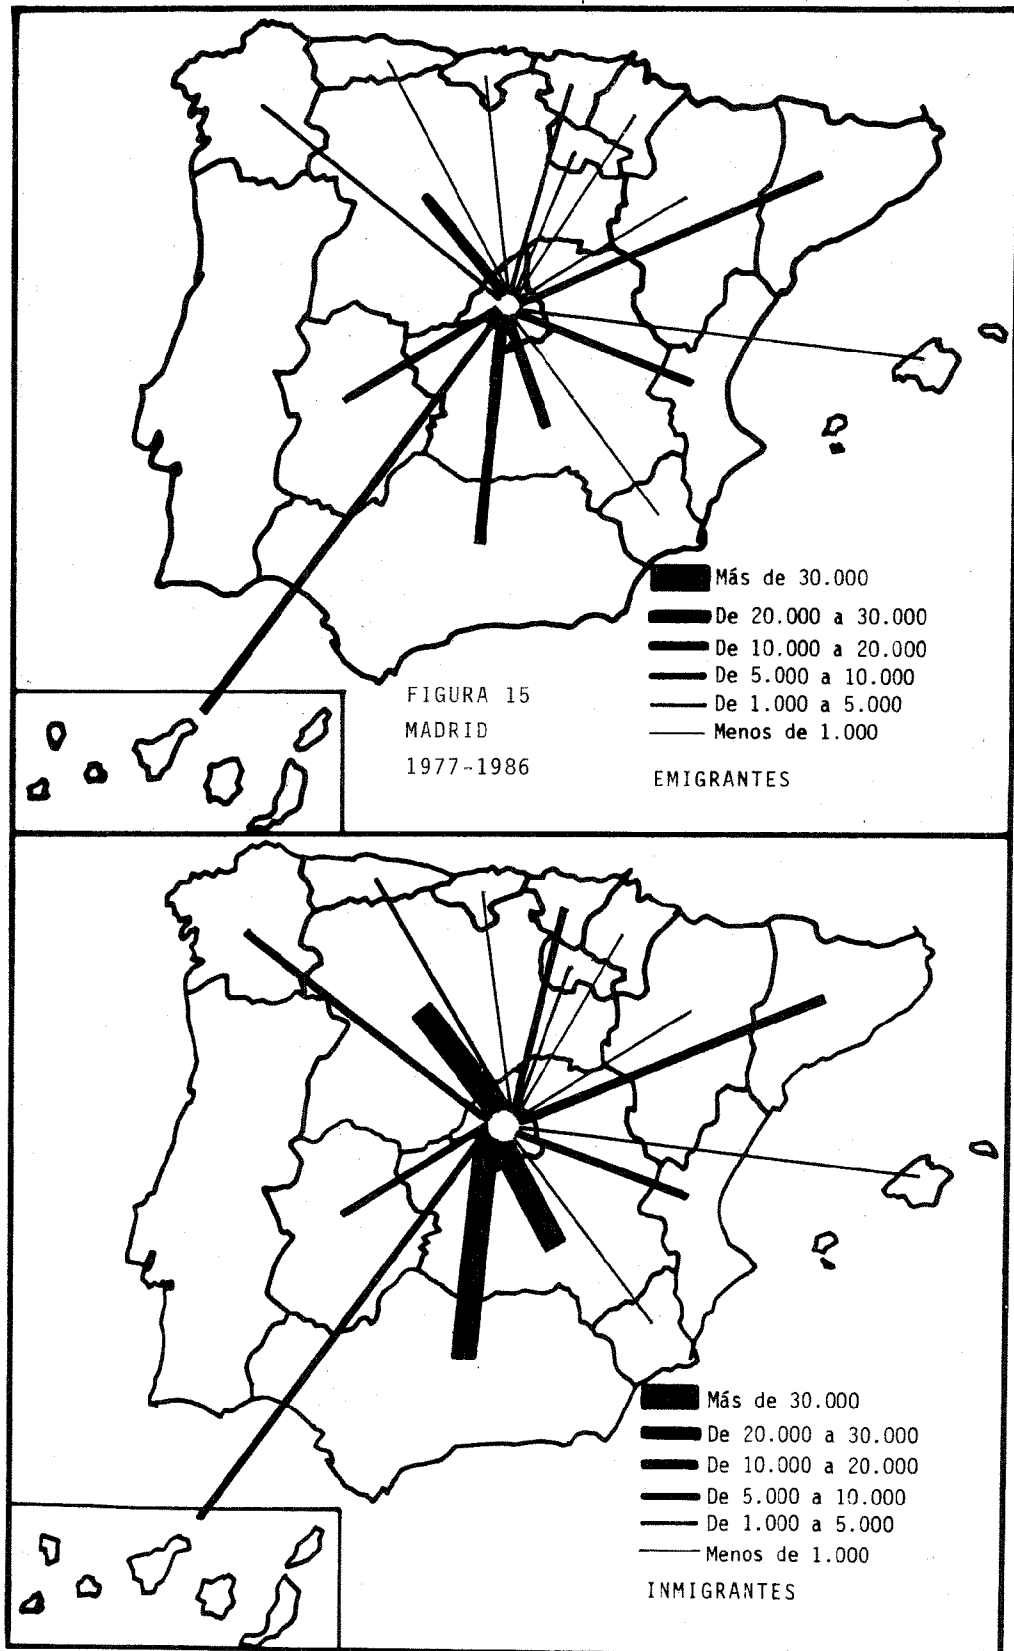 Más de 30.000
De 20.000 a 30.000
De 10.000 a 20.000
De 5.000 a 10.000
De 1.000 a 5.000
Menos de 1.000
FIGURA 15
MADRID
1977-1986
EMIGRANTES
Más de 30.000
De 20.000 a 30.000
De 10.000 a 20.000
De 5.000 a 10.000
De 1.000 a 5.000
Menos de 1.000
INMIGRANTES